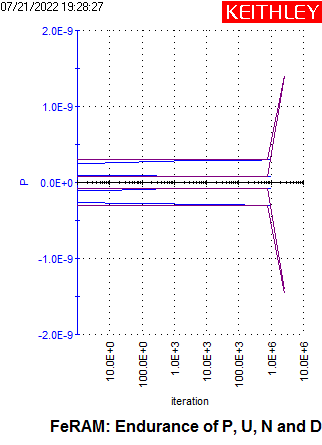 07/21/2022 19:28:27
KEITHLEY
2.0E-9
1.0E-9
P
0.0E+0
-1.0E-9
-2.0E-9
10.0E+0
100.0E+0
1.0E+3
10.0E+3
100.0E+3
1.0E+6
10.0E+6
iteration
FeRAM: Endurance of P, U, N and D